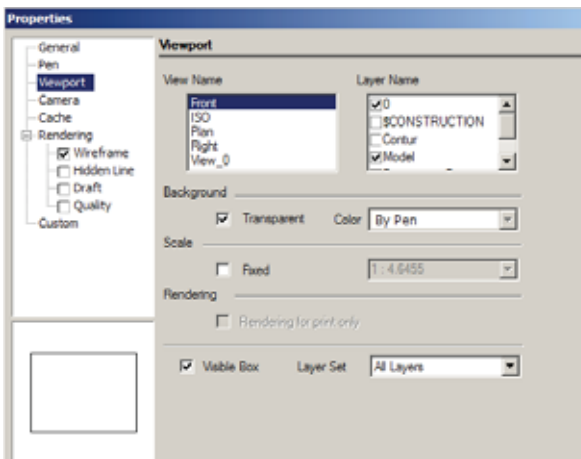 Properties
General
Pen
Viewport
Camera
Cache
Rendering
Wireframe
Hidden Line
Draft
Quality
Custom
Viewport
View Name
Front
ISO
Plan
Right
View_0
Layer Name
0
$CONSTRUCTION
Contur
Model
Background
Transparent Color By Pen
Scale
Fixed 1 : 4.6455
Rendering
Rendering for print only
Visible Box Layer Set All Layers